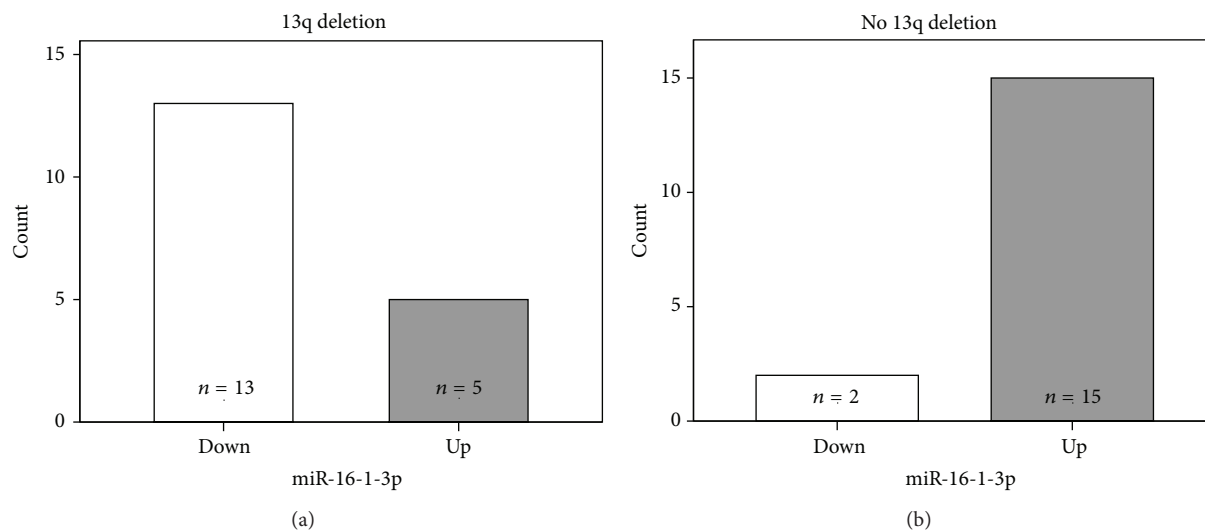 13q deletion
15
10
5
0
Count
n = 13
n = 5
Down
Up
miR-16-1-3p
(a)
No 13q deletion
15
10
5
0
Count
n = 2
n = 15
Down
Up
miR-16-1-3p
(b)